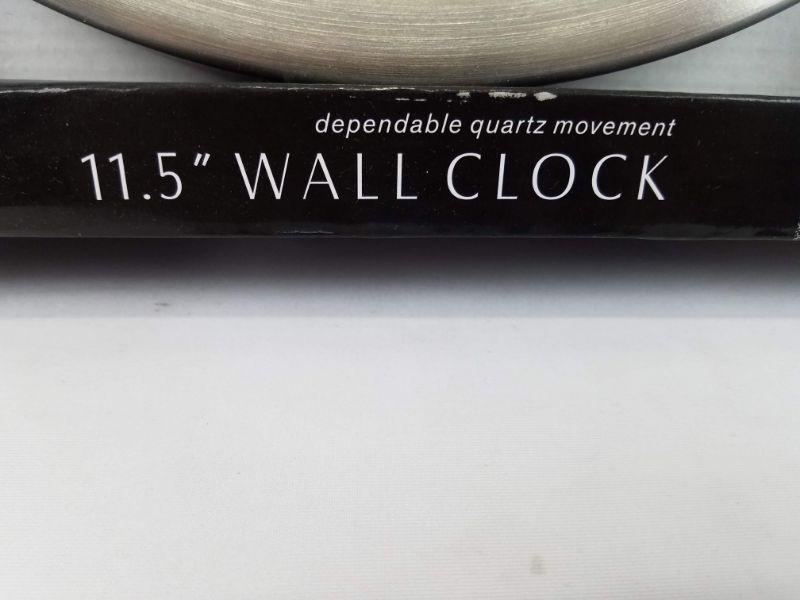 dependable quartz movement
11.5" WALL CLOCK